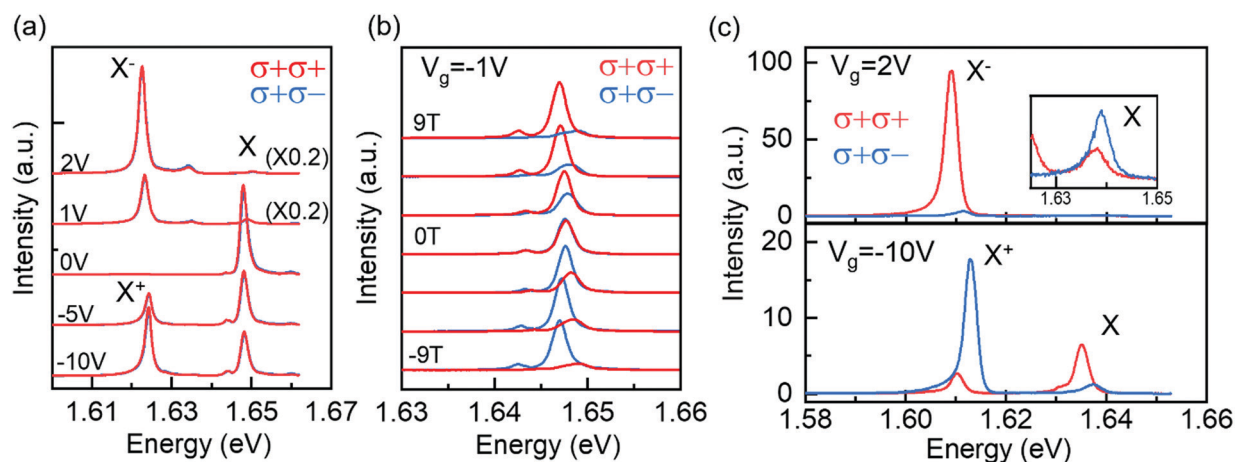 (a)
X-
σ+σ+
σ+σ−
X
2V
(X0.2)
1V
(X0.2)
0V
X+
-5V
-10V
Intensity (a.u.)
1.61 1.63 1.65 1.67
Energy (eV)
(b)
Vg=-1V
σ+σ+
σ+σ−
9T
0T
-9T
Intensity (a.u.)
1.63 1.64 1.65 1.66
Energy (eV)
(c)
100
50
0
Vg=2V
X-
σ+σ+
σ+σ−
X
1.63 1.65
20
10
0
Vg=-10V
X+
X
Intensity (a.u.)
1.58 1.60 1.62 1.64 1.66
Energy (eV)